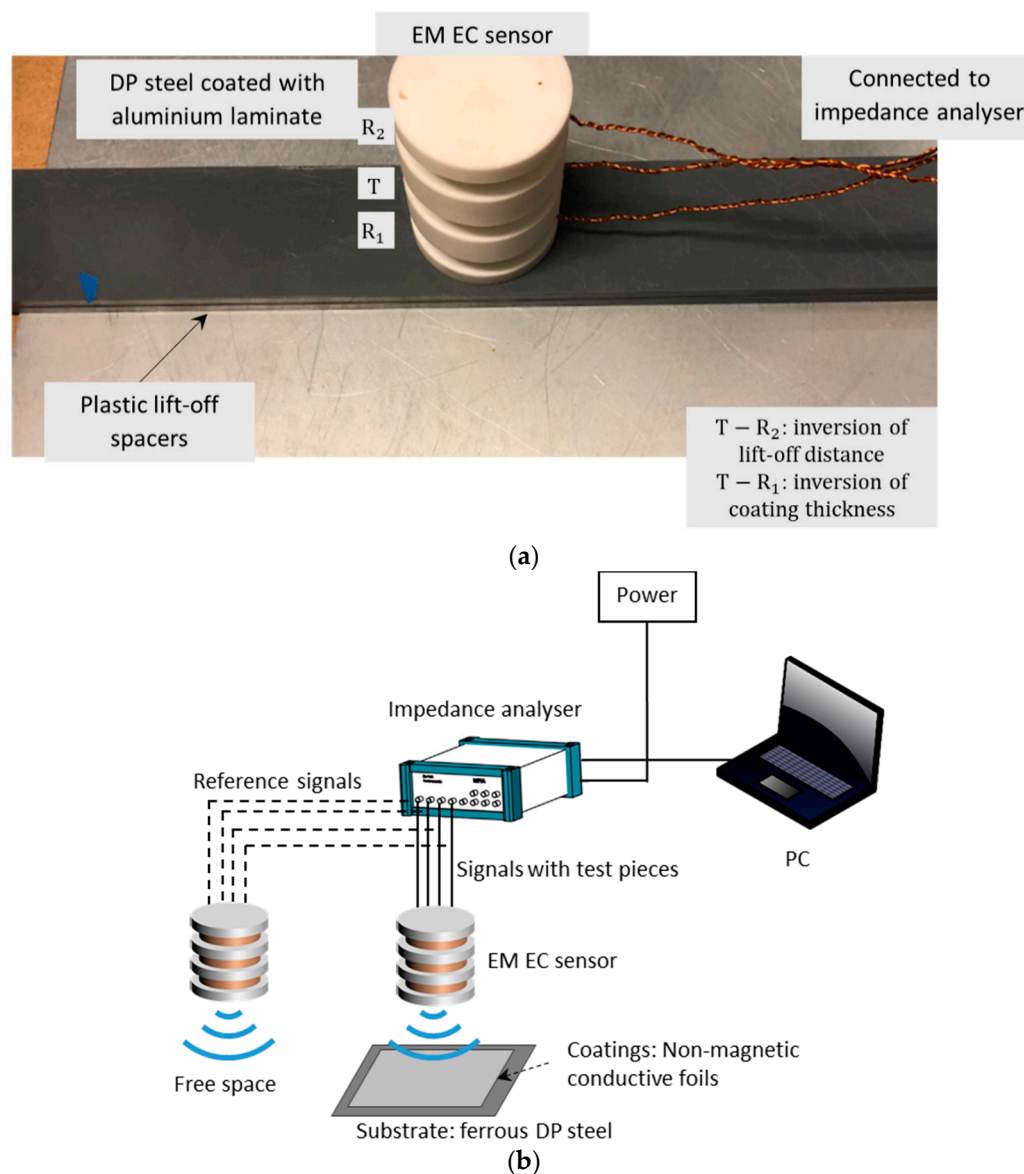 EM EC sensor
DP steel coated with
aluminium laminate
Connected to
impedance analyser
R₂
T
R₁
Plastic lift-off
spacers
T − R₂: inversion of
lift-off distance
T − R₁: inversion of
coating thickness
(a)
Power
Impedance analyser
Reference signals
PC
Signals with test pieces
EM EC sensor
Coatings: Non-magnetic
conductive foils
Free space
Substrate: ferrous DP steel
(b)